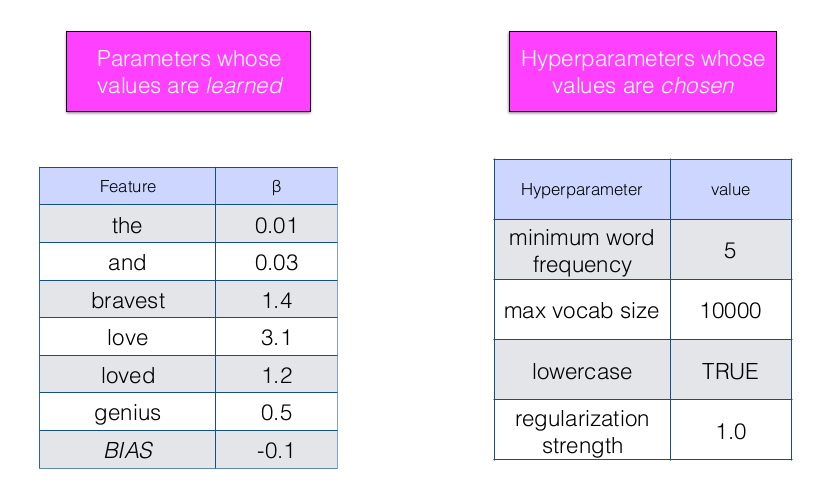 Parameters whose
values are learned
Hyperparameters whose
values are chosen
Feature β
the 0.01
and 0.03
bravest 1.4
love 3.1
loved 1.2
genius 0.5
BIAS -0.1
Hyperparameter value
minimum word
frequency 5
max vocab size 10000
lowercase TRUE
regularization
strength 1.0